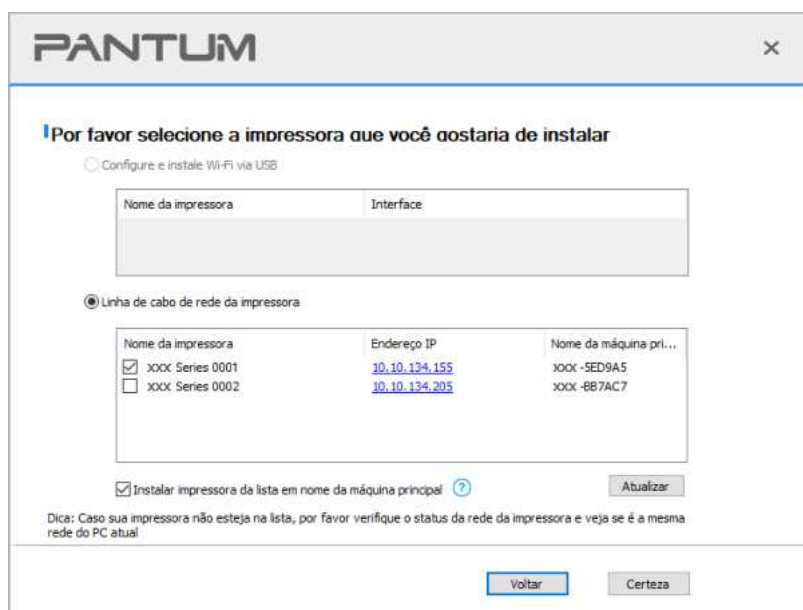 PANTUM
Por favor selecione a impressora que você gostaria de instalar
Configure e instale Wi-Fi via USB
Nome da impressora Interface
Linha de cabo de rede da impressora
Nome da impressora Endereço IP Nome da máquina pri...
XXX Series 0001 10.10.134.155 XXX -5ED9A5
XXX Series 0002 10.10.134.205 XXX -BB7AC7
Instalar impressora da lista em nome da máquina principal ?
Atualizar
Dica: Caso sua impressora não esteja na lista, por favor verifique o status da rede da impressora e veja se é a mesma
rede do PC atual
Voltar Certeza